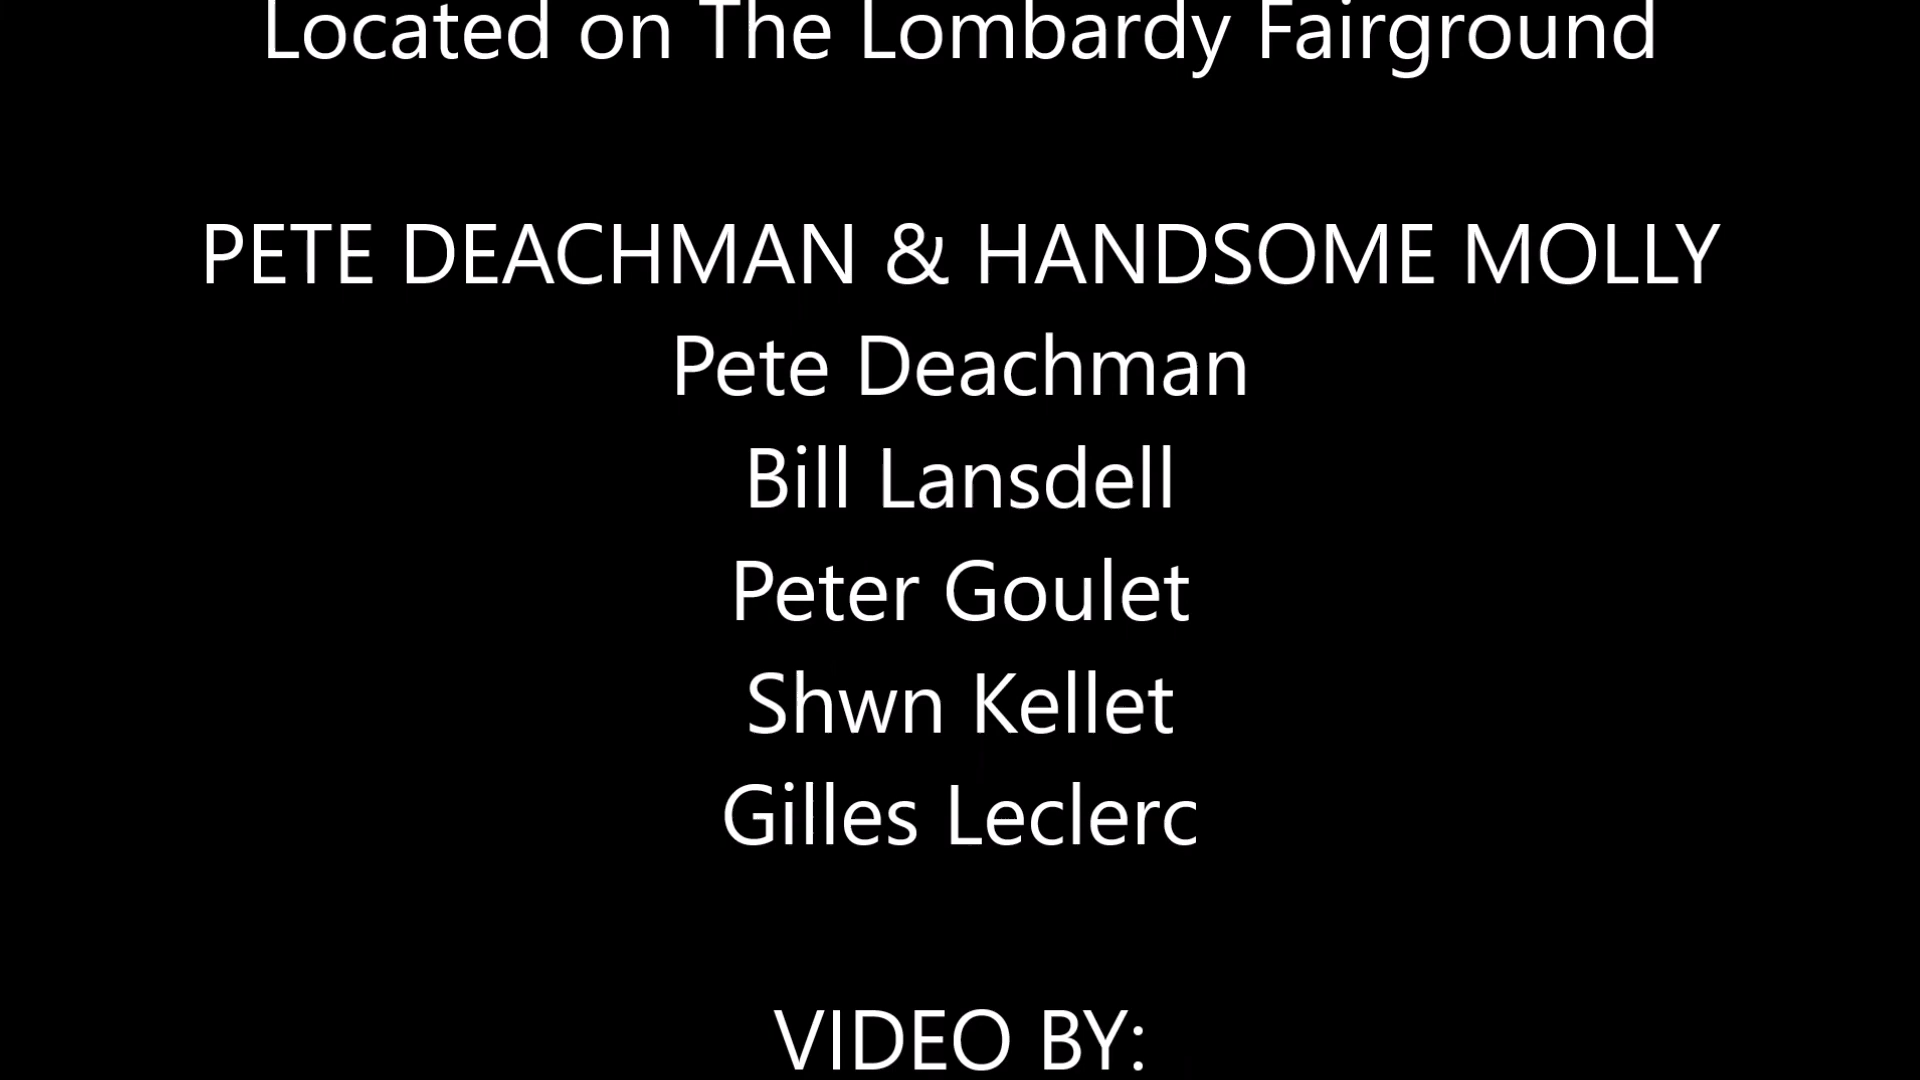 Located on The Lombardy Fairground
PETE DEACHMAN & HANDSOME MOLLY
Pete Deachman
Bill Lansdell
Peter Goulet
Shwn Kellet
Gilles Leclerc
VIDEO BY: